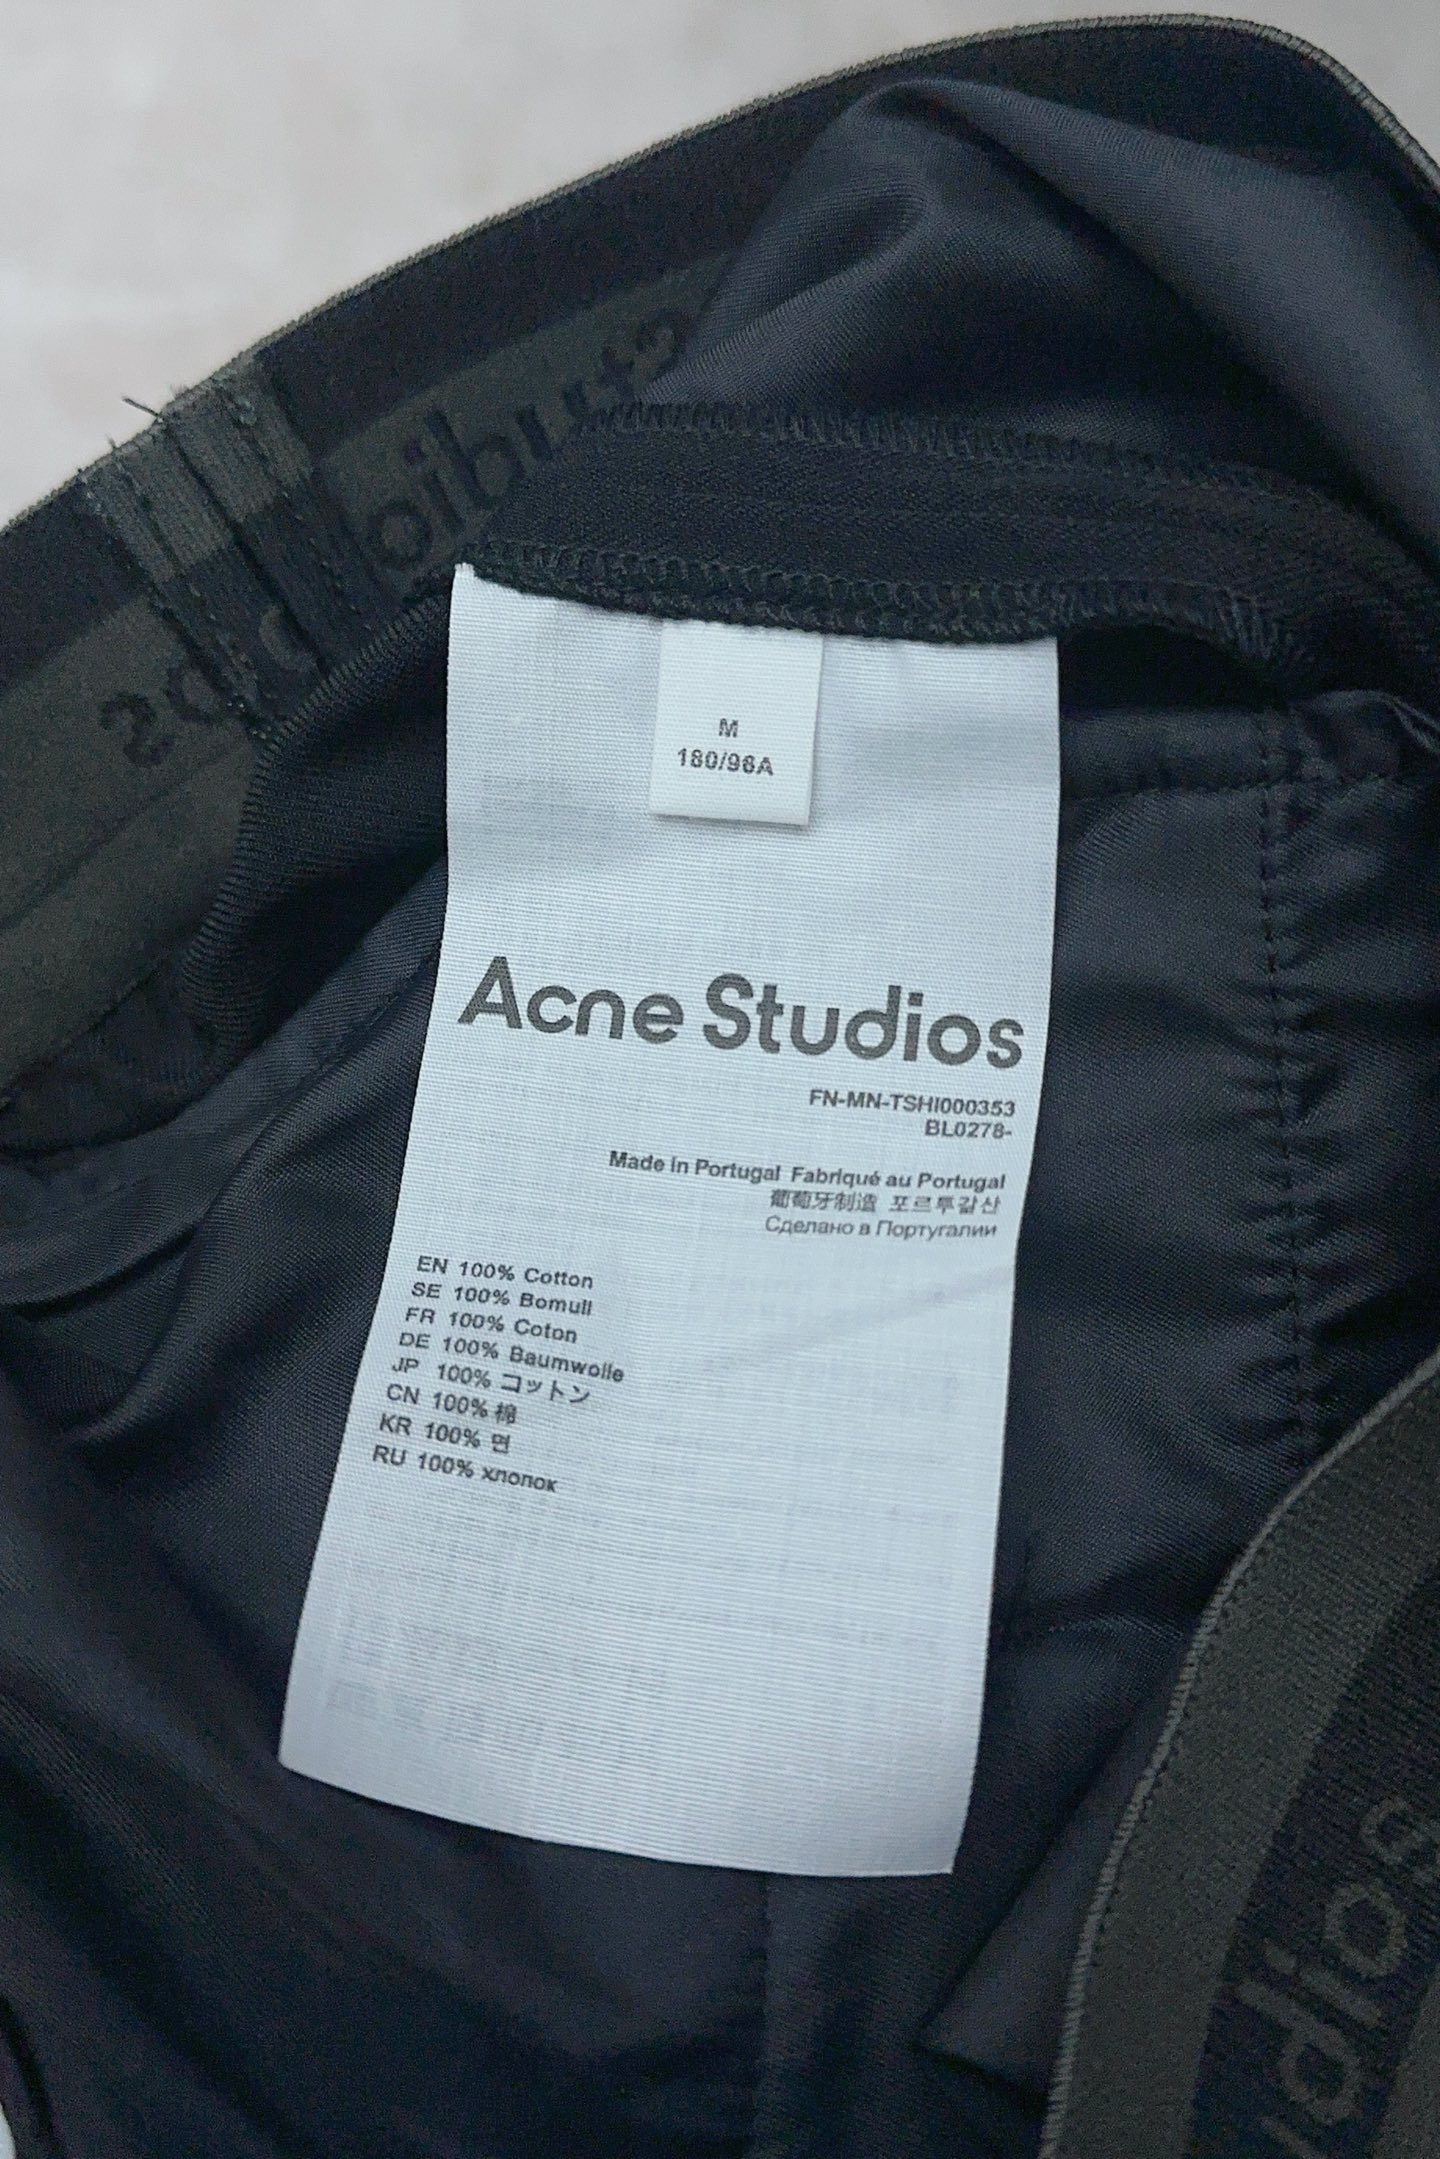 M
180/96A
Acne Studios
FN-MN-TSHI000353
BL0278-
Made in Portugal Fabriqué au Portugal
葡萄牙制造 포르투갈산
Сделано в Португалии
EN 100% Cotton
SE 100% Bomull
FR 100% Coton
DE 100% Baumwolle
JP 100% コットン
CN 100% 棉
KR 100% 면
RU 100% хлопок